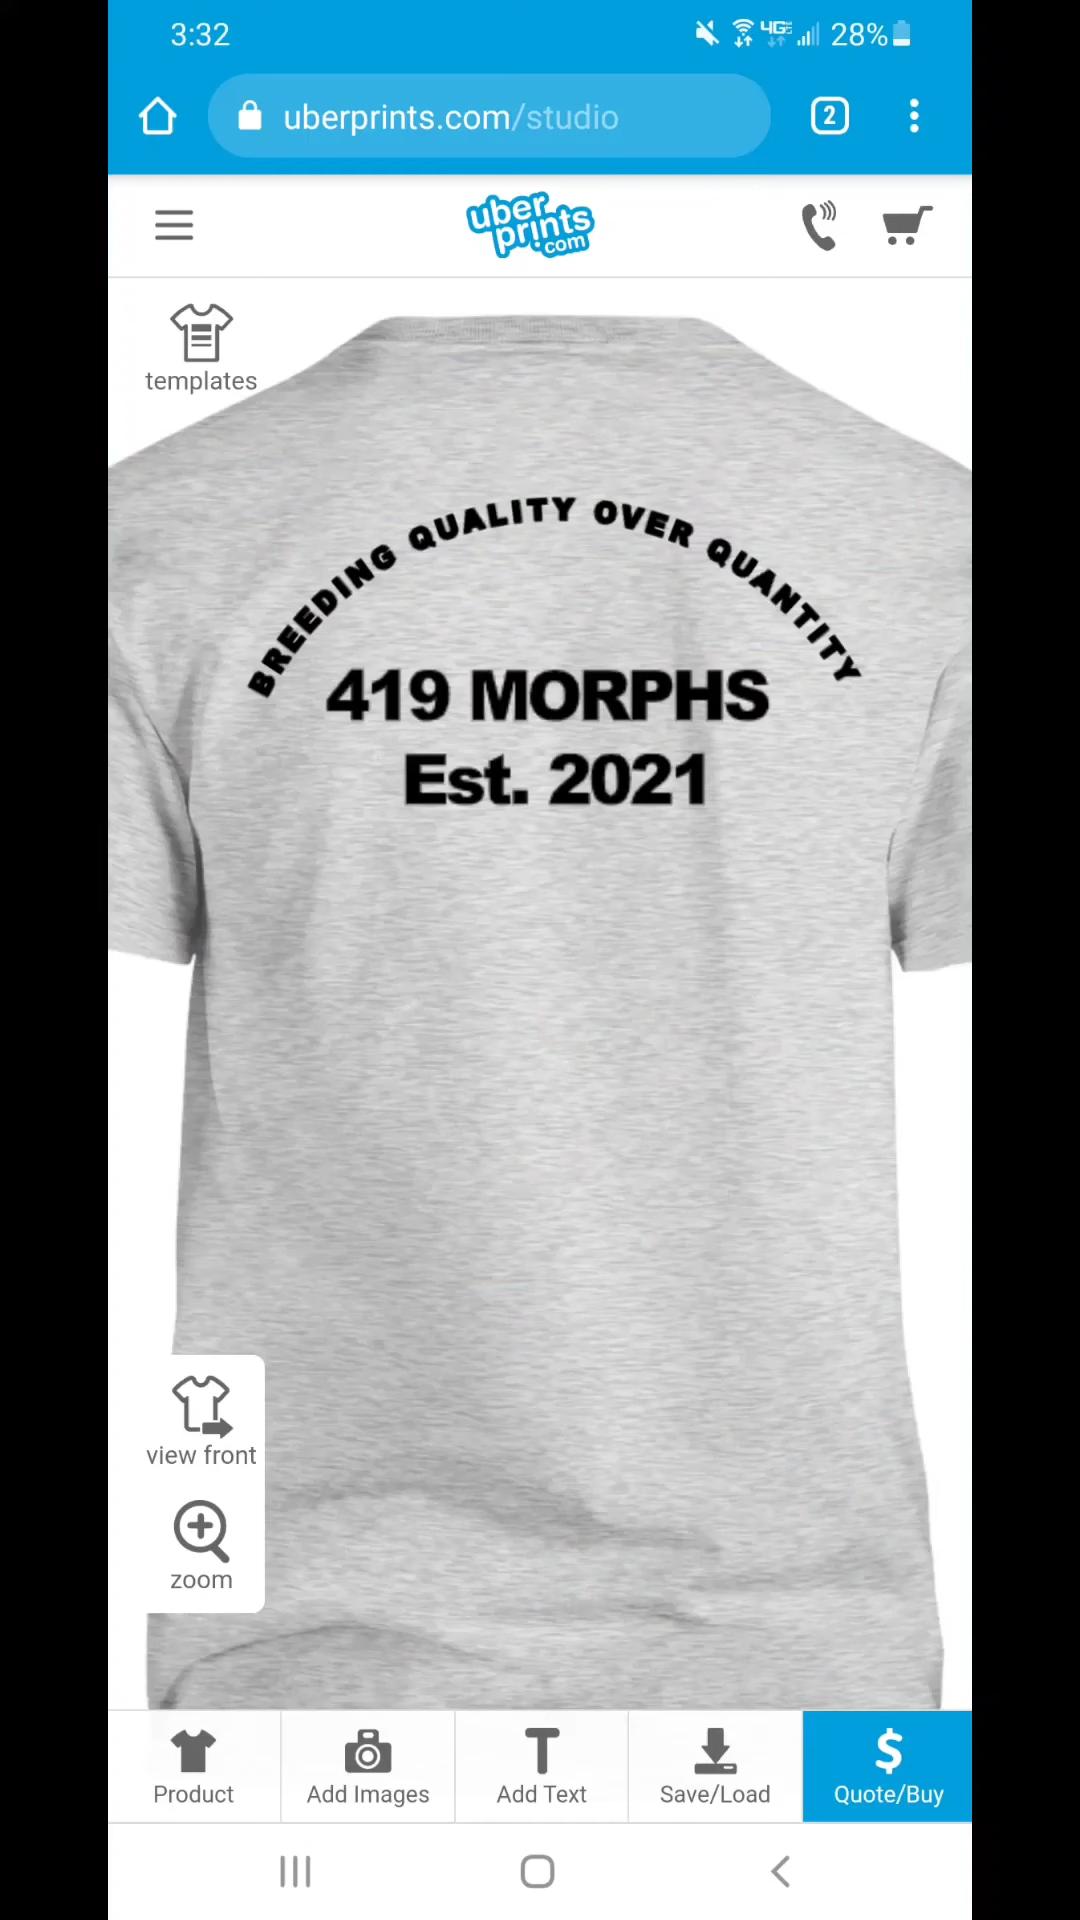 3:32
4G
28%
uberprints.com/studio
2
uber
prints
.com
templates
BREEDING QUALITY OVER QUANTITY
419 MORPHS
Est. 2021
view front
zoom
Product
Add Images
Add Text
Save/Load
$
Quote/Buy